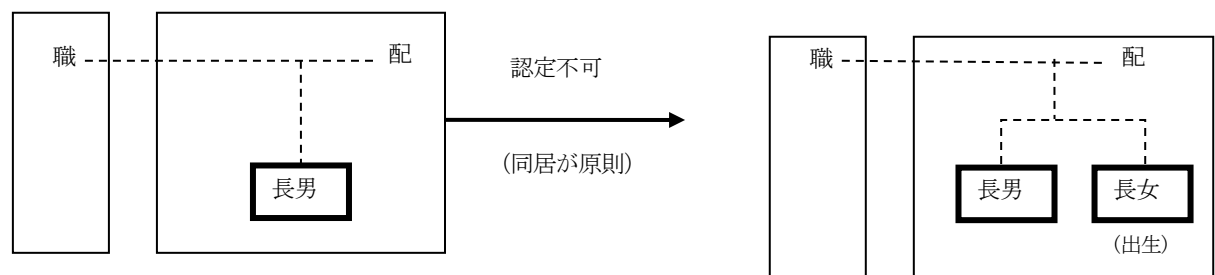 職
配
長男
認定不可
(同居が原則)
職
配
長男
長女
(出生)